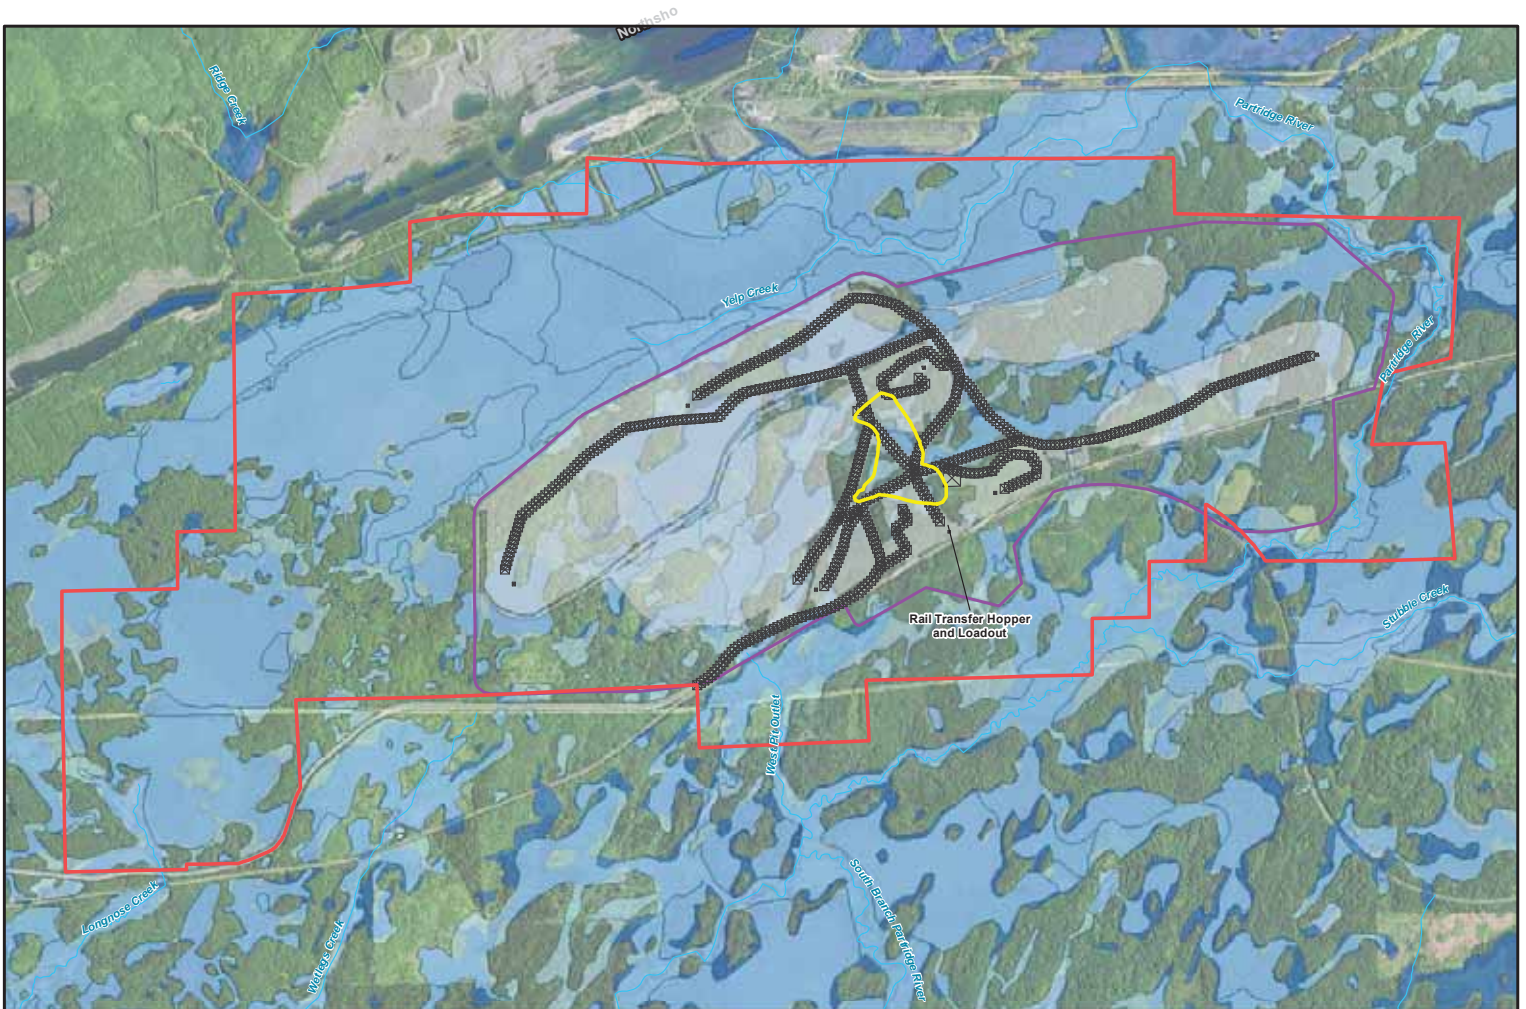 Northsho
Ridge Creek
Partridge River
Yelp Creek
Partridge River
Rail Transfer Hopper
and Loadout
Stubble Creek
West Pit Outlet
Longnose Creek
Wetlegs Creek
South Branch Partridge River